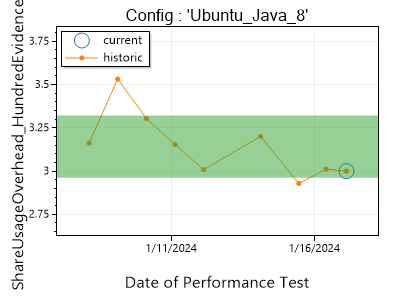 Config : 'Ubuntu_Java_8'
current
historic
3.75
3.5
3.25
3
2.75
ShareUsageOverhead_HundredEvidence
1/11/2024
1/16/2024
Date of Performance Test